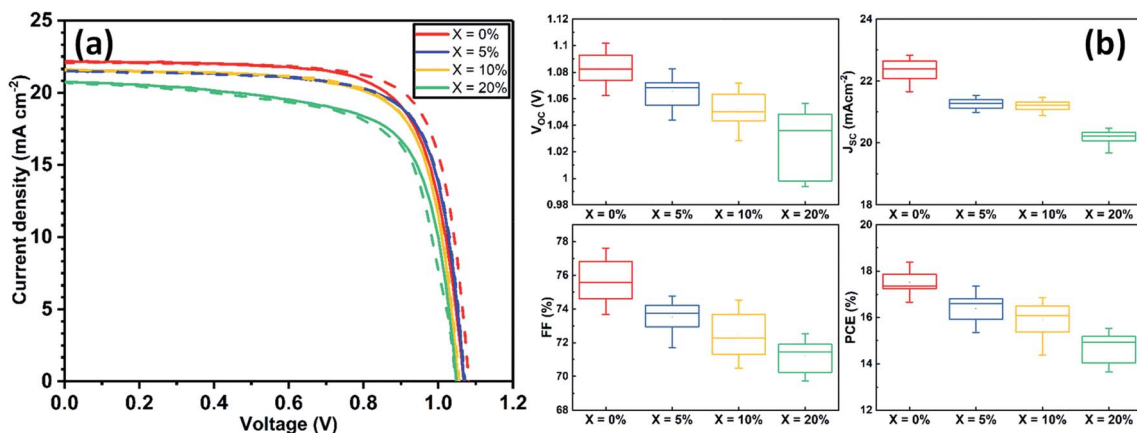 (a)
X = 0%
X = 5%
X = 10%
X = 20%
25
20
15
10
5
0
0.0 0.2 0.4 0.6 0.8 1.0 1.2
Current density (mA cm⁻²)
Voltage (V)
1.12
1.10
1.08
1.06
1.04
1.02
1
0.98
V_OC (V)
X = 0% X = 5% X = 10% X = 20%
(b)
24
22
20
18
J_SC (mAcm⁻²)
X = 0% X = 5% X = 10% X = 20%
78
76
74
72
70
68
FF (%)
X = 0% X = 5% X = 10% X = 20%
20
19
18
17
16
14
12
PCE (%)
X = 0% X = 5% X = 10% X = 20%